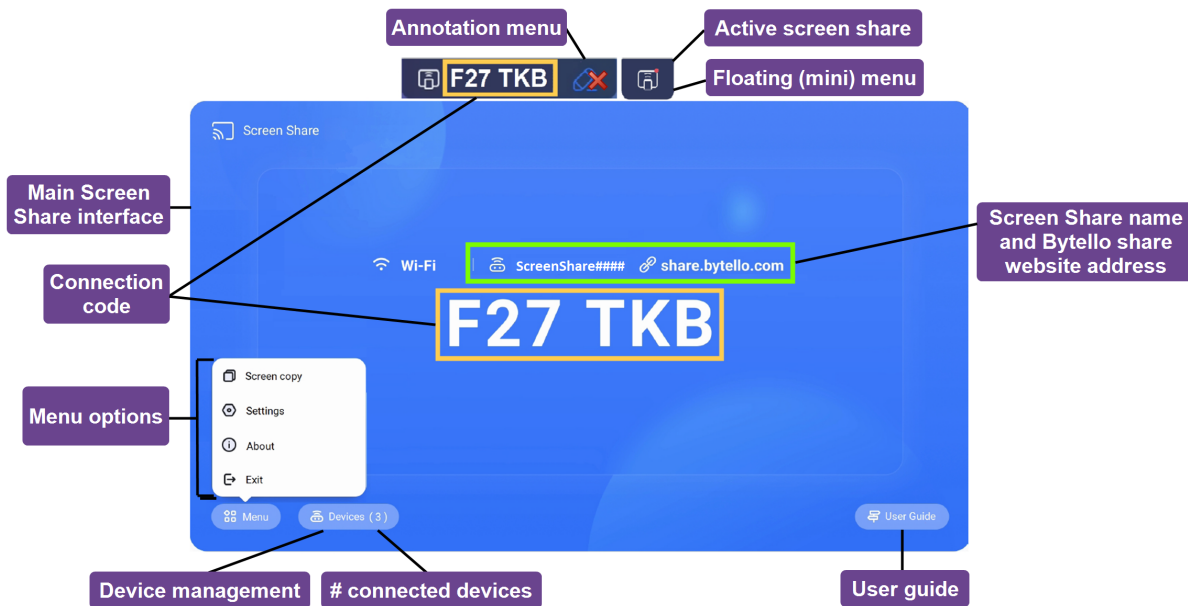 Annotation menu
Active screen share
F27 TKB
Floating (mini) menu
Screen Share
Main Screen
Share interface
Screen Share name
and Bytello share
website address
Wi-Fi
ScreenShare####
share.bytello.com
Connection
code
F27 TKB
Menu options
Screen copy
Settings
About
Exit
Menu
Devices ( 3 )
User Guide
Device management
# connected devices
User guide